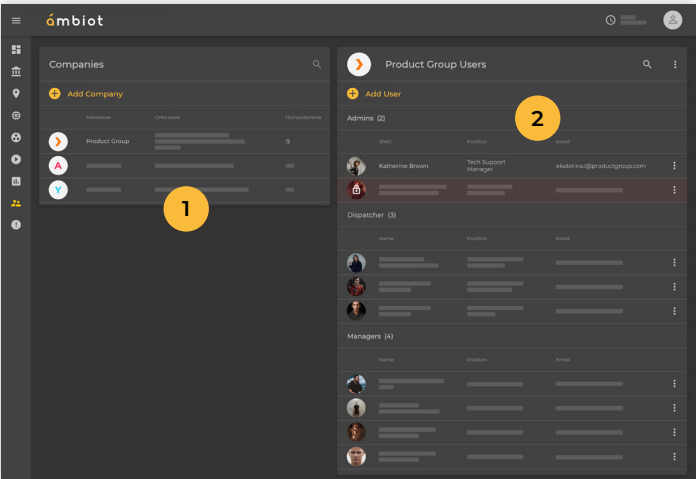 ámbiot
Companies
Add Company
Название Описание Пользователи
Product Group 9
A
Y
1
Product Group Users
Add User
Admins (2)
2
Position Email
Katherine Brown Tech Support Manager ekaterina.i@productgroup.com
Dispatcher (3)
Name Position Email
Managers (4)
Name Position Email